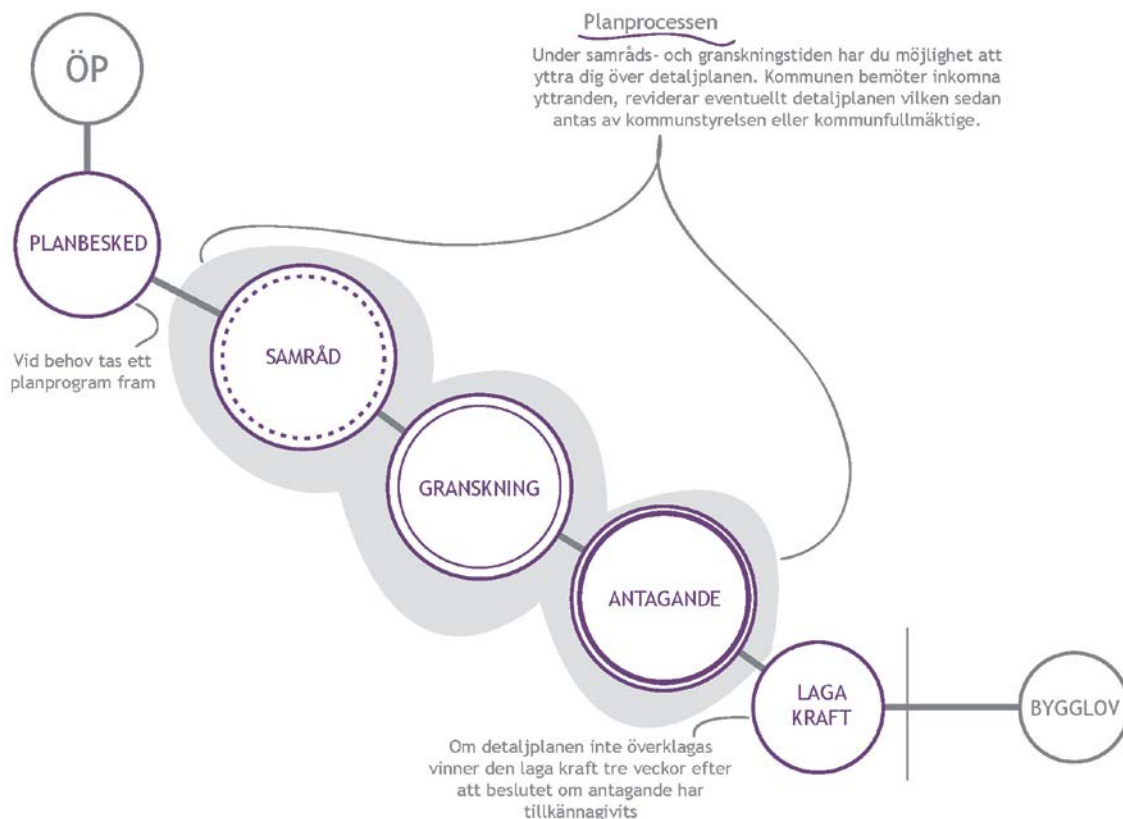 ÖP
Planprocessen
Under samråds- och granskningstiden har du möjlighet att
yttra dig över detaljplanen. Kommunen bemöter inkomna
yttranden, reviderar eventuellt detaljplanen vilken sedan
antas av kommunstyrelsen eller kommunfullmäktige.
PLANBESKED
Vid behov tas ett
planprogram fram
SAMRÅD
GRANSKNING
ANTAGANDE
LAGA
KRAFT
BYGGLOV
Om detaljplanen inte överklagas
vinner den laga kraft tre veckor efter
att beslutet om antagande har
tillkännagivits